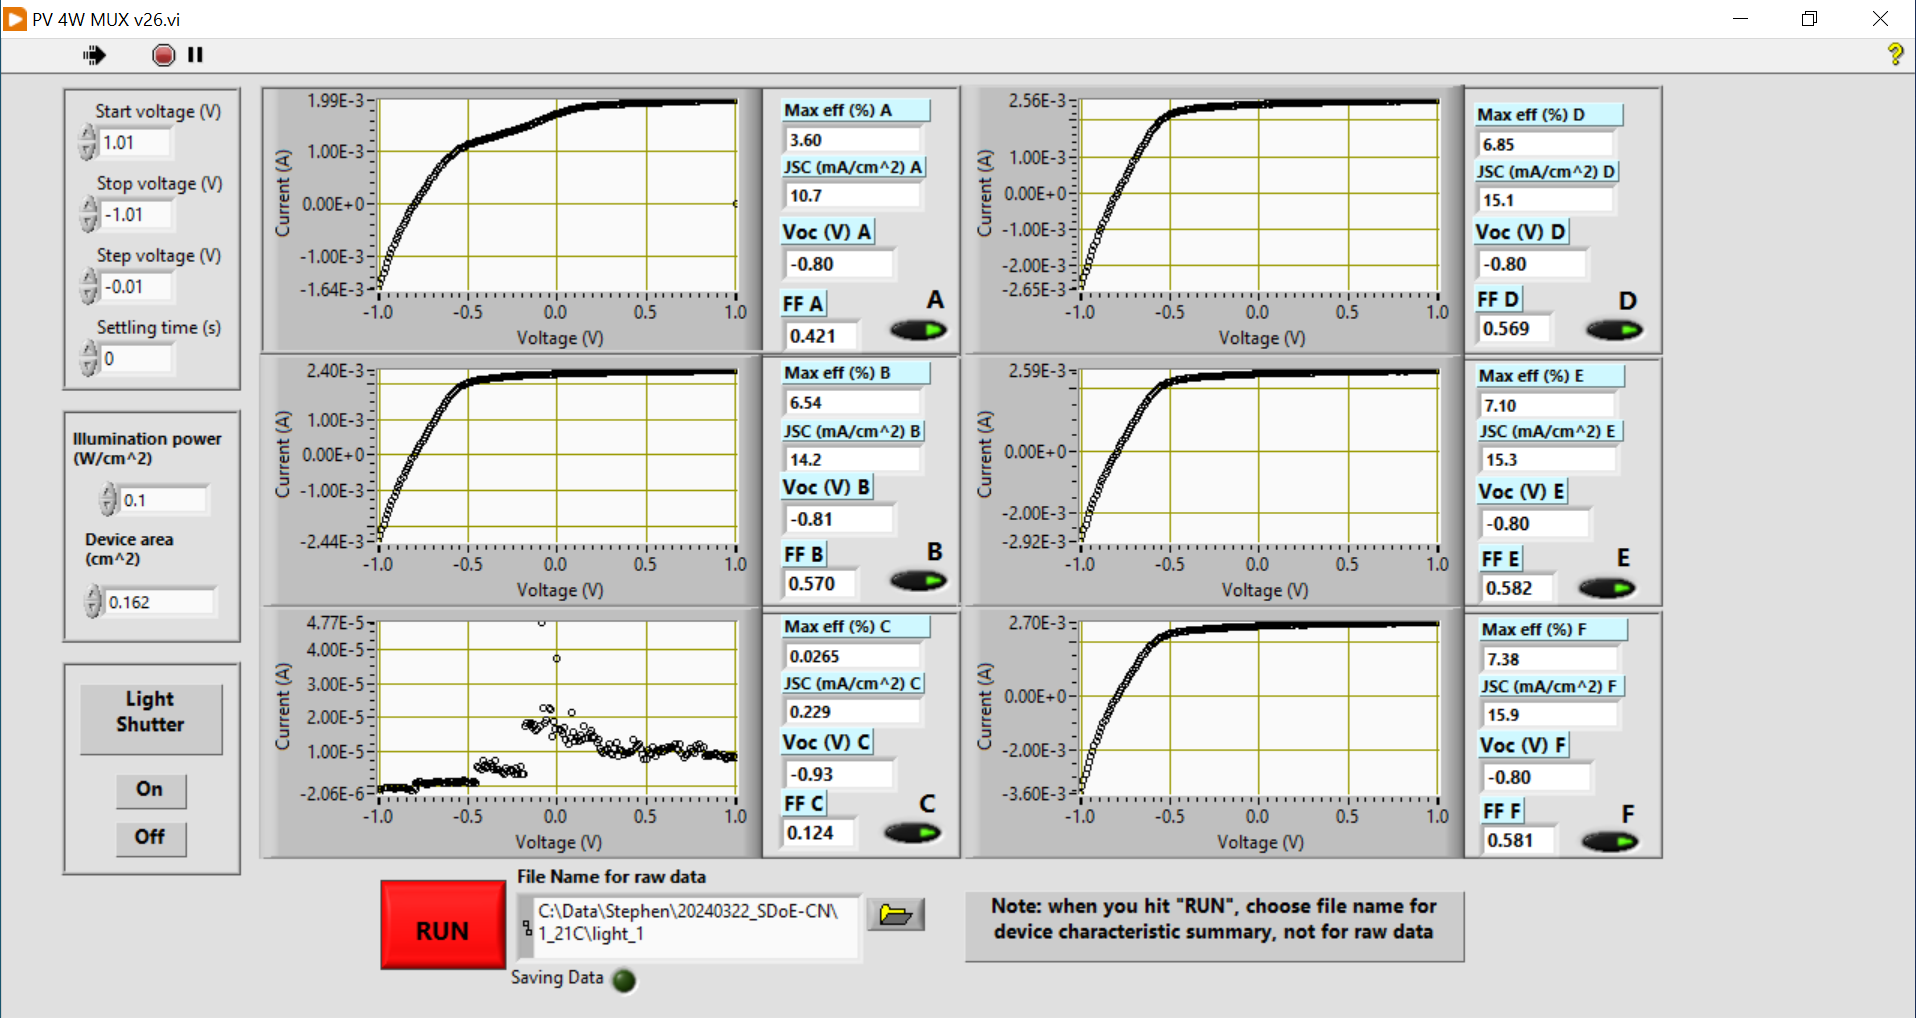 PV 4W MUX v26.vi
Start voltage (V)
1.01
Stop voltage (V)
-1.01
Step voltage (V)
-0.01
Settling time (s)
0
Illumination power
(W/cm^2)
0.1
Device area
(cm^2)
0.162
Light
Shutter
On
Off
Current (A)
1.99E-3
1.00E-3
0.00E+0
-1.00E-3
-1.64E-3
-1.0 -0.5 0.0 0.5 1.0
Voltage (V)
Max eff (%) A
3.60
JSC (mA/cm^2) A
10.7
Voc (V) A
-0.80
FF A
0.421
A
Current (A)
2.40E-3
1.00E-3
0.00E+0
-1.00E-3
-2.44E-3
-1.0 -0.5 0.0 0.5 1.0
Voltage (V)
Max eff (%) B
6.54
JSC (mA/cm^2) B
14.2
Voc (V) B
-0.81
FF B
0.570
B
Current (A)
4.77E-5
4.00E-5
3.00E-5
2.00E-5
1.00E-5
-2.06E-6
-1.0 -0.5 0.0 0.5 1.0
Voltage (V)
Max eff (%) C
0.0265
JSC (mA/cm^2) C
0.229
Voc (V) C
-0.93
FF C
0.124
C
Current (A)
2.56E-3
1.00E-3
0.00E+0
-1.00E-3
-2.00E-3
-2.65E-3
-1.0 -0.5 0.0 0.5 1.0
Voltage (V)
Max eff (%) D
6.85
JSC (mA/cm^2) D
15.1
Voc (V) D
-0.80
FF D
0.569
D
Current (A)
2.59E-3
0.00E+0
-2.00E-3
-2.92E-3
-1.0 -0.5 0.0 0.5 1.0
Voltage (V)
Max eff (%) E
7.10
JSC (mA/cm^2) E
15.3
Voc (V) E
-0.80
FF E
0.582
E
Current (A)
2.70E-3
0.00E+0
-2.00E-3
-3.60E-3
-1.0 -0.5 0.0 0.5 1.0
Voltage (V)
Max eff (%) F
7.38
JSC (mA/cm^2) F
15.9
Voc (V) F
-0.80
FF F
0.581
F
RUN
File Name for raw data
C:\Data\Stephen\20240322_SDoE-CN\
1_21C\light_1
Saving Data
Note: when you hit "RUN", choose file name for
device characteristic summary, not for raw data